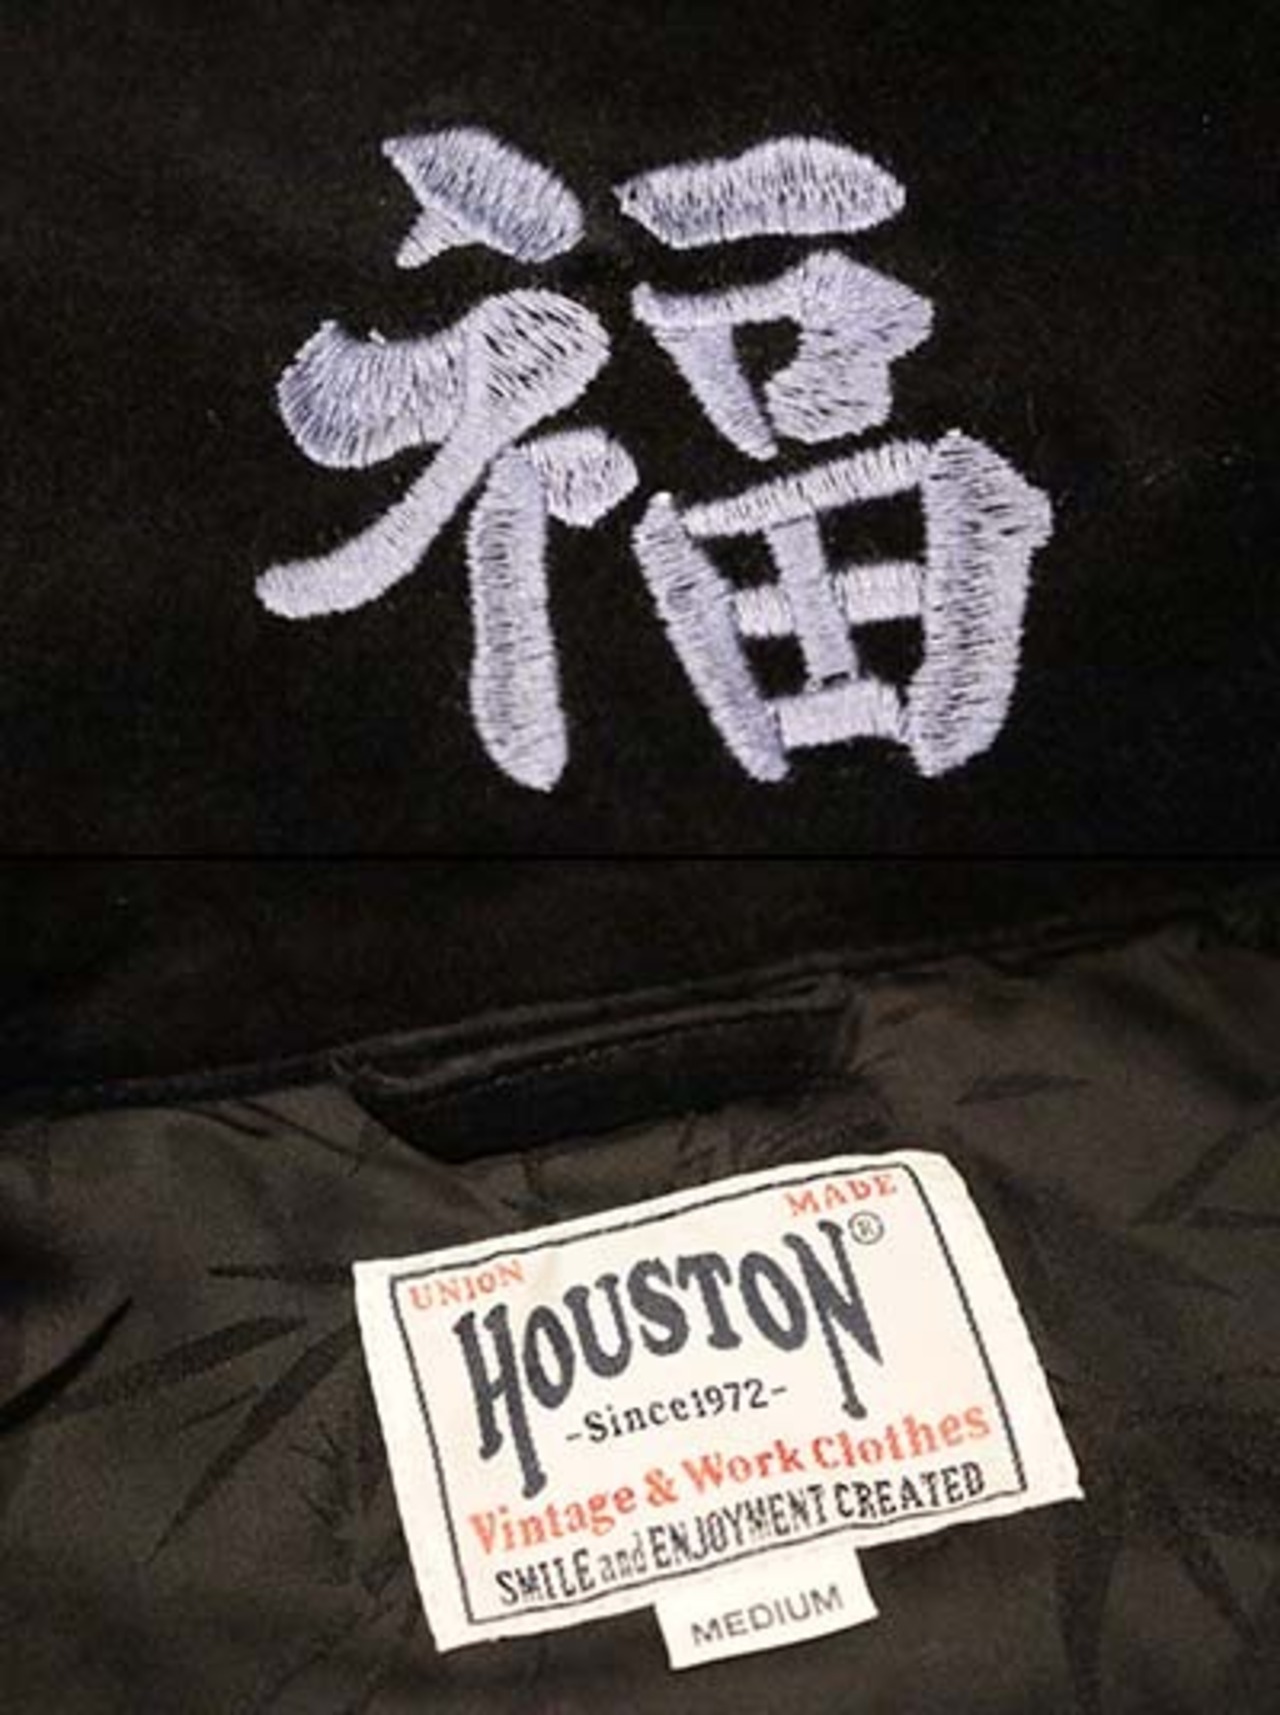 福
UNION MADE
HOUSTON®
-Since1972-
Vintage & Work Clothes
SMILE and ENJOYMENT CREATED
MEDIUM